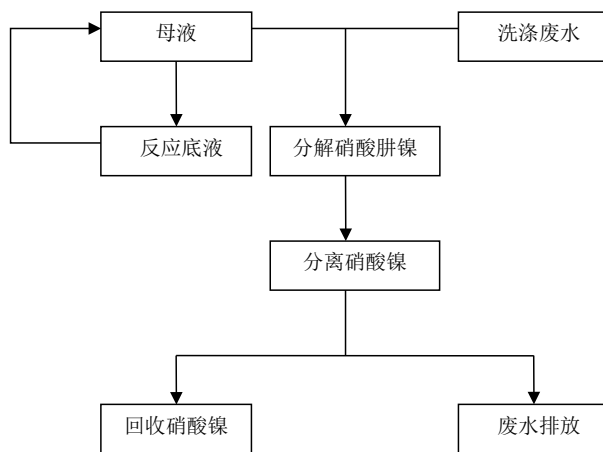 母液
洗涤废水
反应底液
分解硝酸肼镍
分离硝酸镍
回收硝酸镍
废水排放